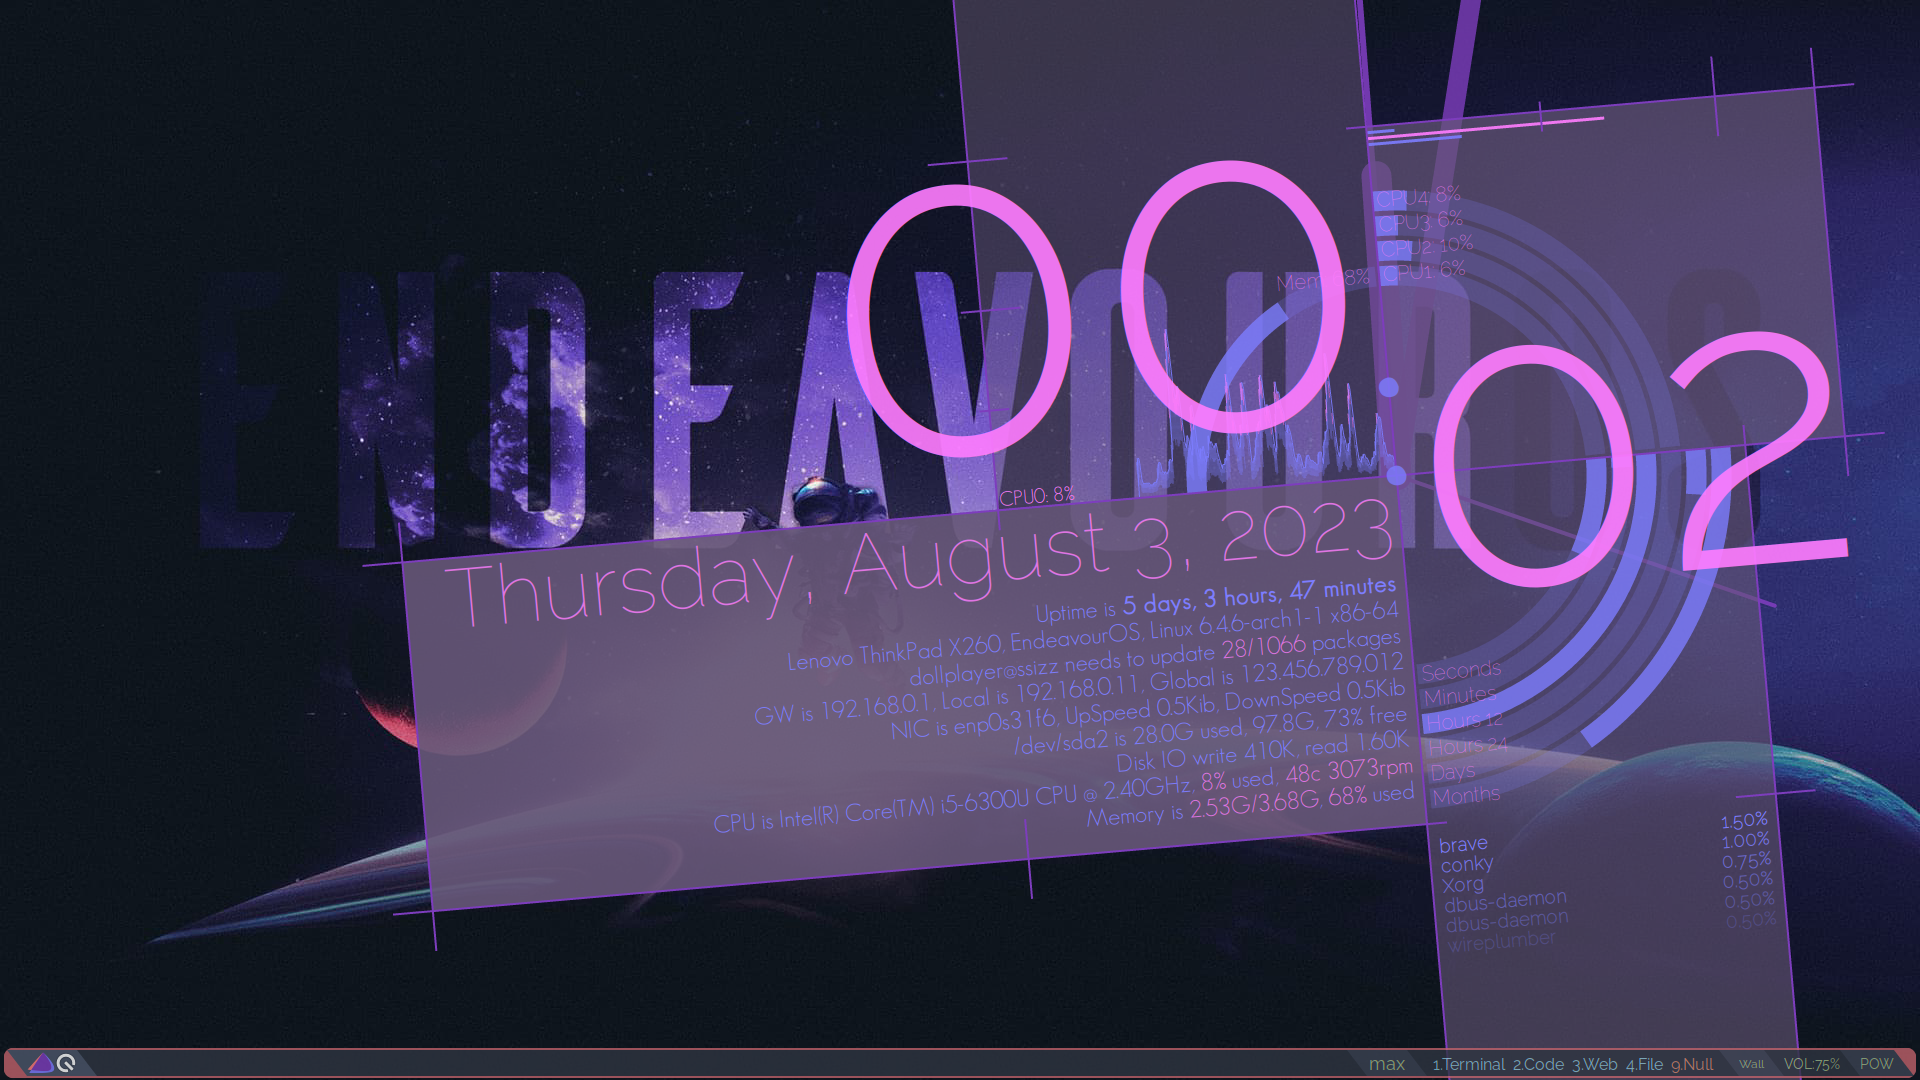 ENDEAVOUROS
00
02
CPU4: 8%
CPU3: 6%
CPU2: 10%
CPU1: 6%
CPU0: 8%
Thursday, August 3, 2023
Uptime is 5 days, 3 hours, 47 minutes
Lenovo ThinkPad X260, EndeavourOS, Linux 6.4.6-arch1-1 x86-64
dollplayer@ssizz needs to update 28/1066 packages
GW is 192.168.0.1, Local is 192.168.0.11, Global is 123.456.789.012
NIC is enp0s31f6, UpSpeed 0.5Kib, DownSpeed 0.5Kib
/dev/sda2 is 28.0G used, 97.8G, 73% free
Disk IO write 410K, read 1.60K
CPU is Intel(R) Core(TM) i5-6300U CPU @ 2.40GHz, 8% used, 48c 3073rpm
Memory is 2.53G/3.68G, 68% used
Seconds
Minutes
Hours 12
Hours 24
Days
Months
brave 1.50%
conky 1.00%
Xorg 0.75%
dbus-daemon 0.50%
dbus-daemon 0.50%
wireplumber 0.50%
max 1.Terminal 2.Code 3.Web 4.File 9.Null Wall VOL:75% POW